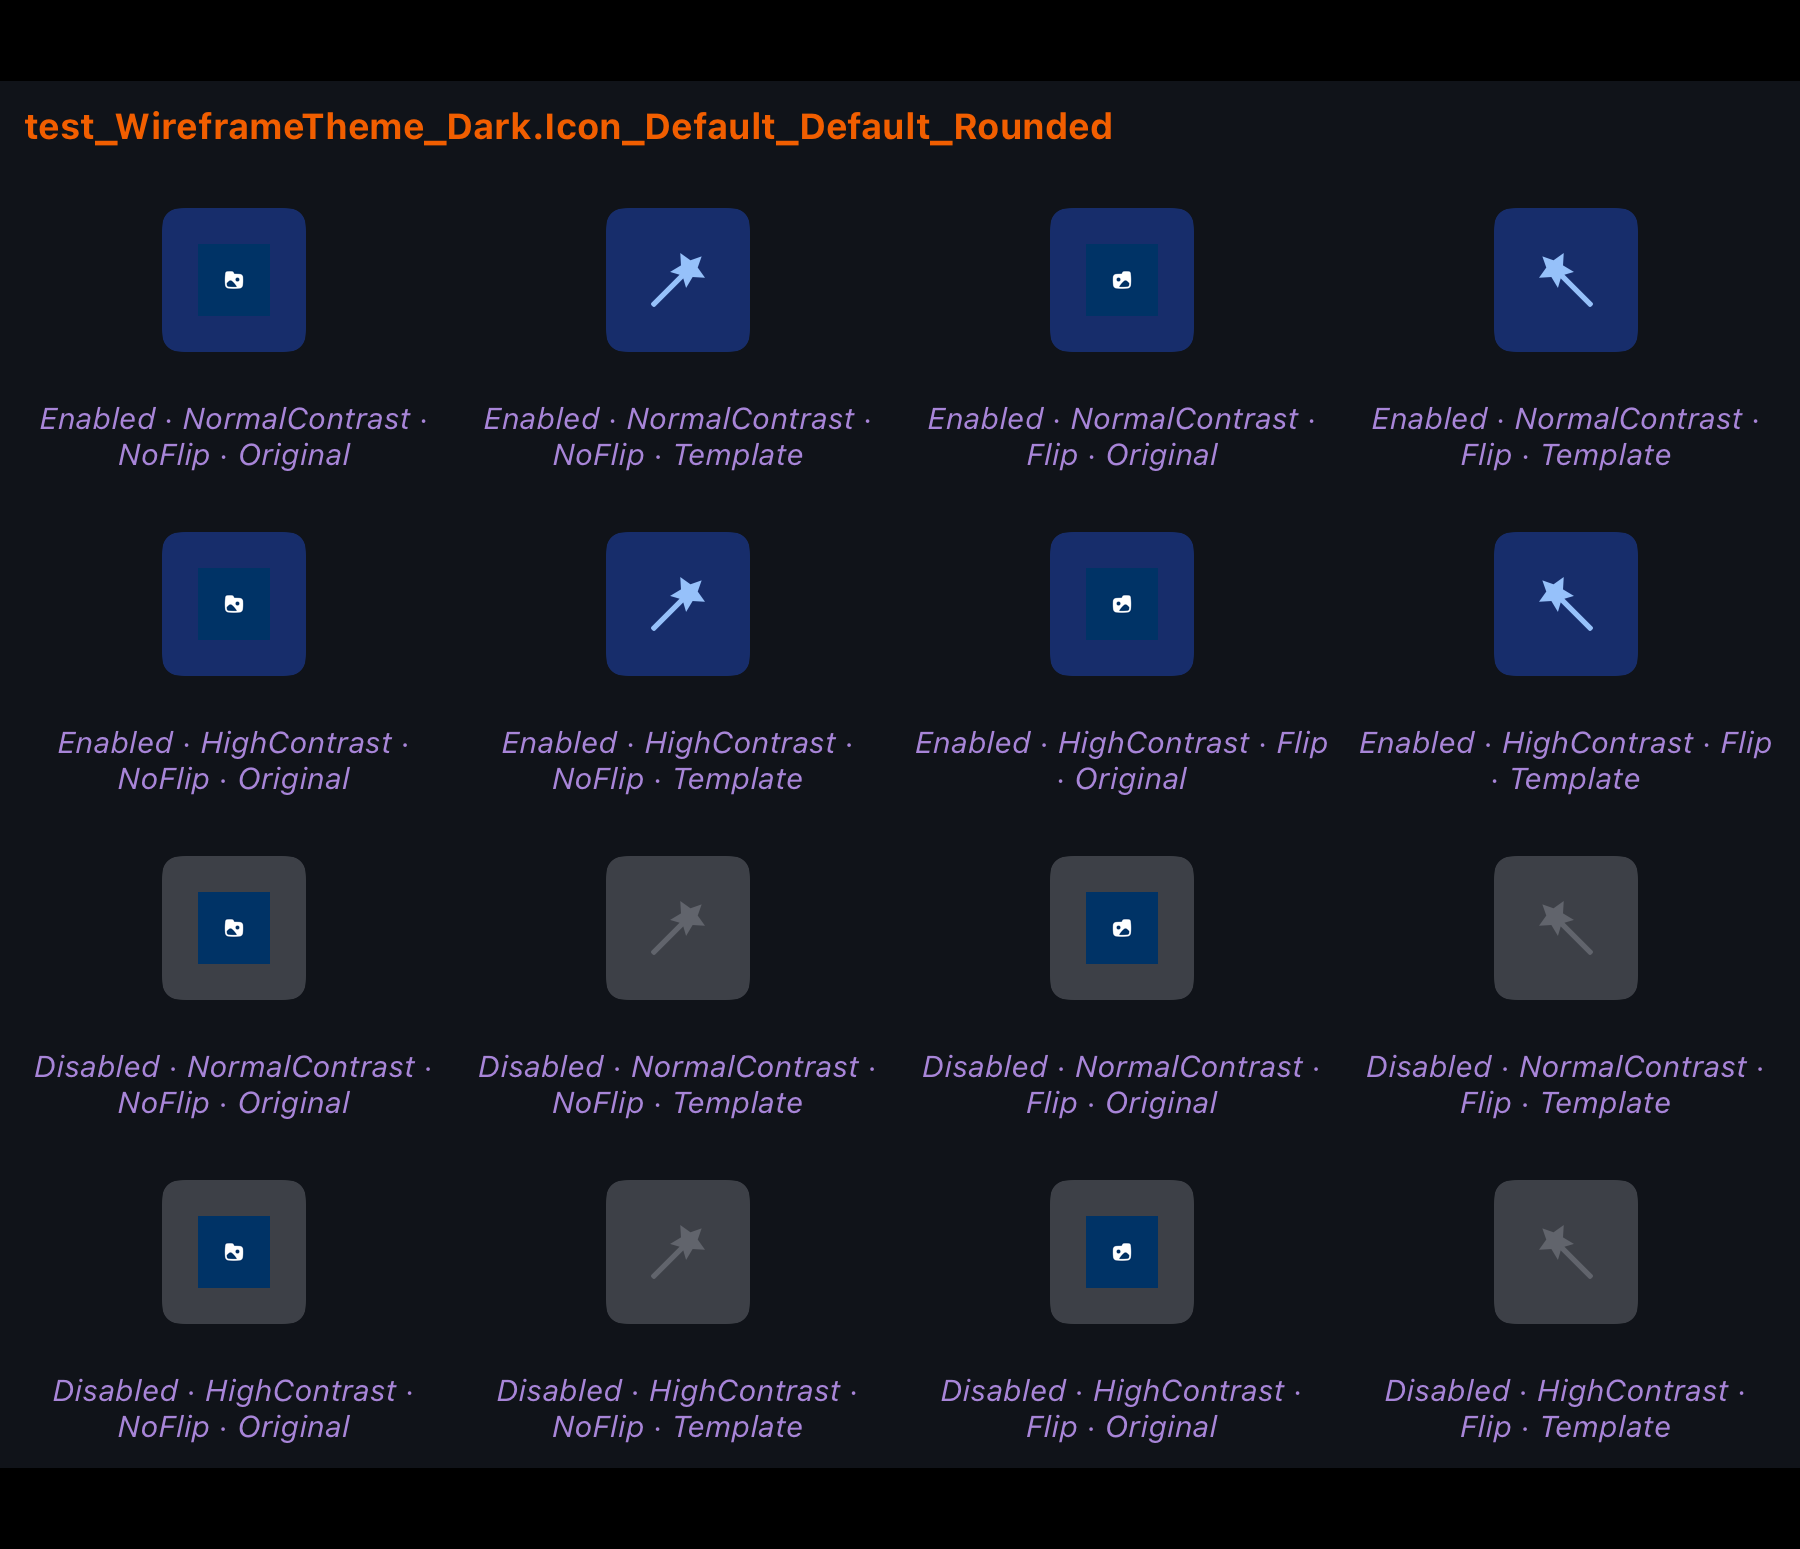 test_WireframeTheme_Dark.Icon_Default_Default_Rounded
Enabled · NormalContrast ·
NoFlip · Original
Enabled · NormalContrast ·
NoFlip · Template
Enabled · NormalContrast ·
Flip · Original
Enabled · NormalContrast ·
Flip · Template
Enabled · HighContrast ·
NoFlip · Original
Enabled · HighContrast ·
NoFlip · Template
Enabled · HighContrast · Flip
· Original
Enabled · HighContrast · Flip
· Template
Disabled · NormalContrast ·
NoFlip · Original
Disabled · NormalContrast ·
NoFlip · Template
Disabled · NormalContrast ·
Flip · Original
Disabled · NormalContrast ·
Flip · Template
Disabled · HighContrast ·
NoFlip · Original
Disabled · HighContrast ·
NoFlip · Template
Disabled · HighContrast ·
Flip · Original
Disabled · HighContrast ·
Flip · Template